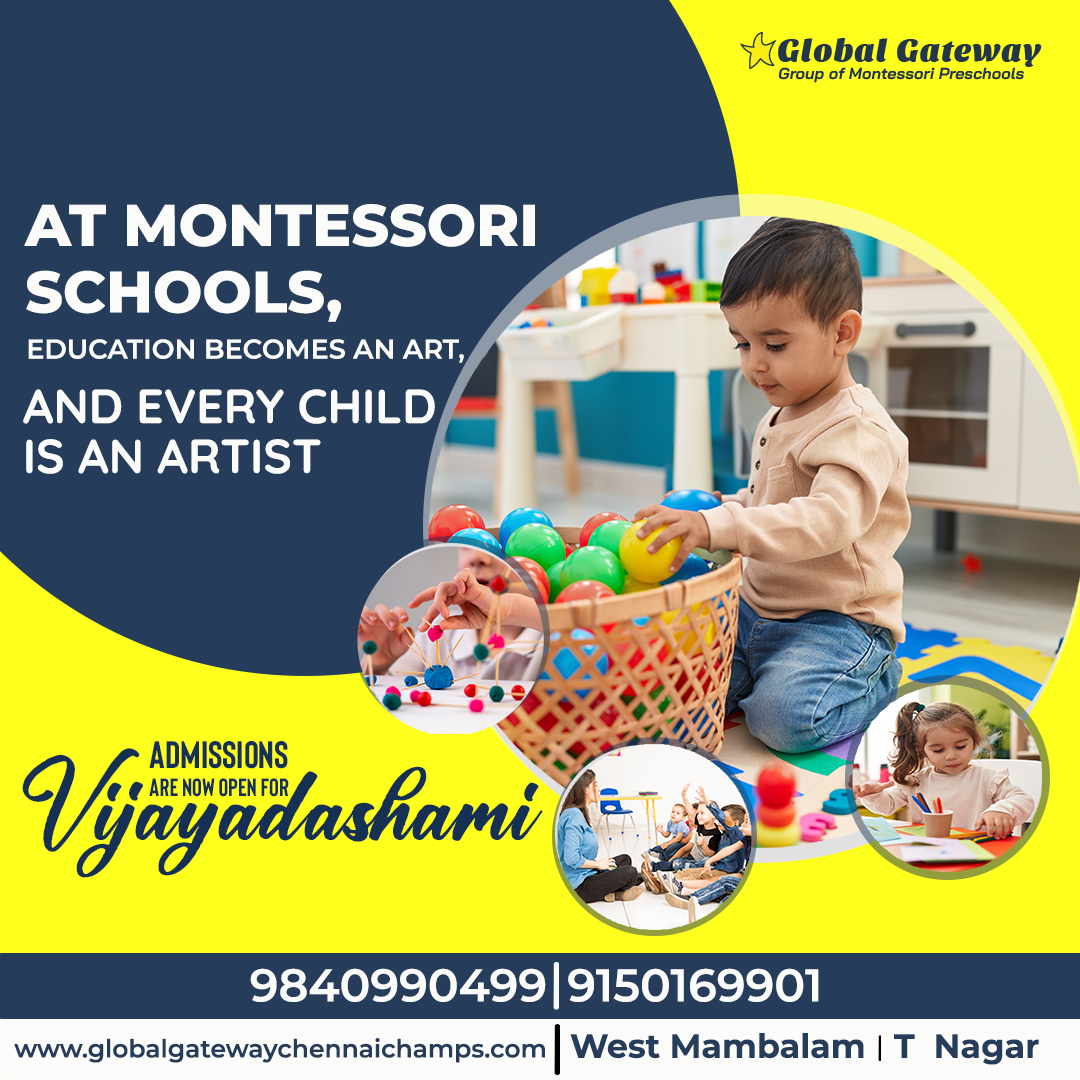 Global Gateway
Group of Montessori Preschools
AT MONTESSORI
SCHOOLS,
EDUCATION BECOMES AN ART,
AND EVERY CHILD
IS AN ARTIST
ADMISSIONS
ARE NOW OPEN FOR
Vijayadashami
9840990499|9150169901
www.globalgatewaychennaichamps.com | West Mambalam | T Nagar